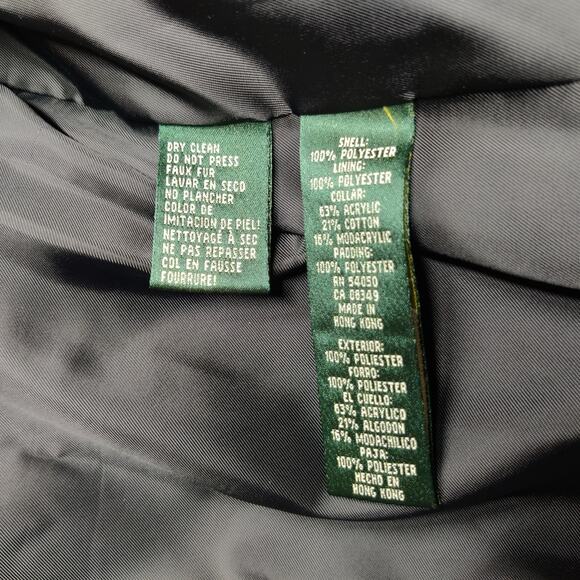 DRY CLEAN
DO NOT PRESS
FAUX FUR
LAVAR EN SECO
NO PLANCHER
COLOR DE
IMITACION DE PIEL!
NETTOYAGÉ À SEC
NE PAS REPASSER
COL EN FAUSSE
FOURRURE!
SHELL:
100% POLYESTER
LINING:
100% POLYESTER
COLLAR:
63% ACRYLIC
21% COTTON
16% MODACRYLIC
PADDING:
100% POLYESTER
RN 54050
CA 08349
MADE IN
HONG KONG
EXTERIOR:
100% POLIESTER
FORRO:
100% POLIESTER
EL CUELLO:
63% ACRYLICO
21% ALGODON
16% MODACHILICO
PAJA:
100% POLIESTER
HECHO EN
HONG KONG